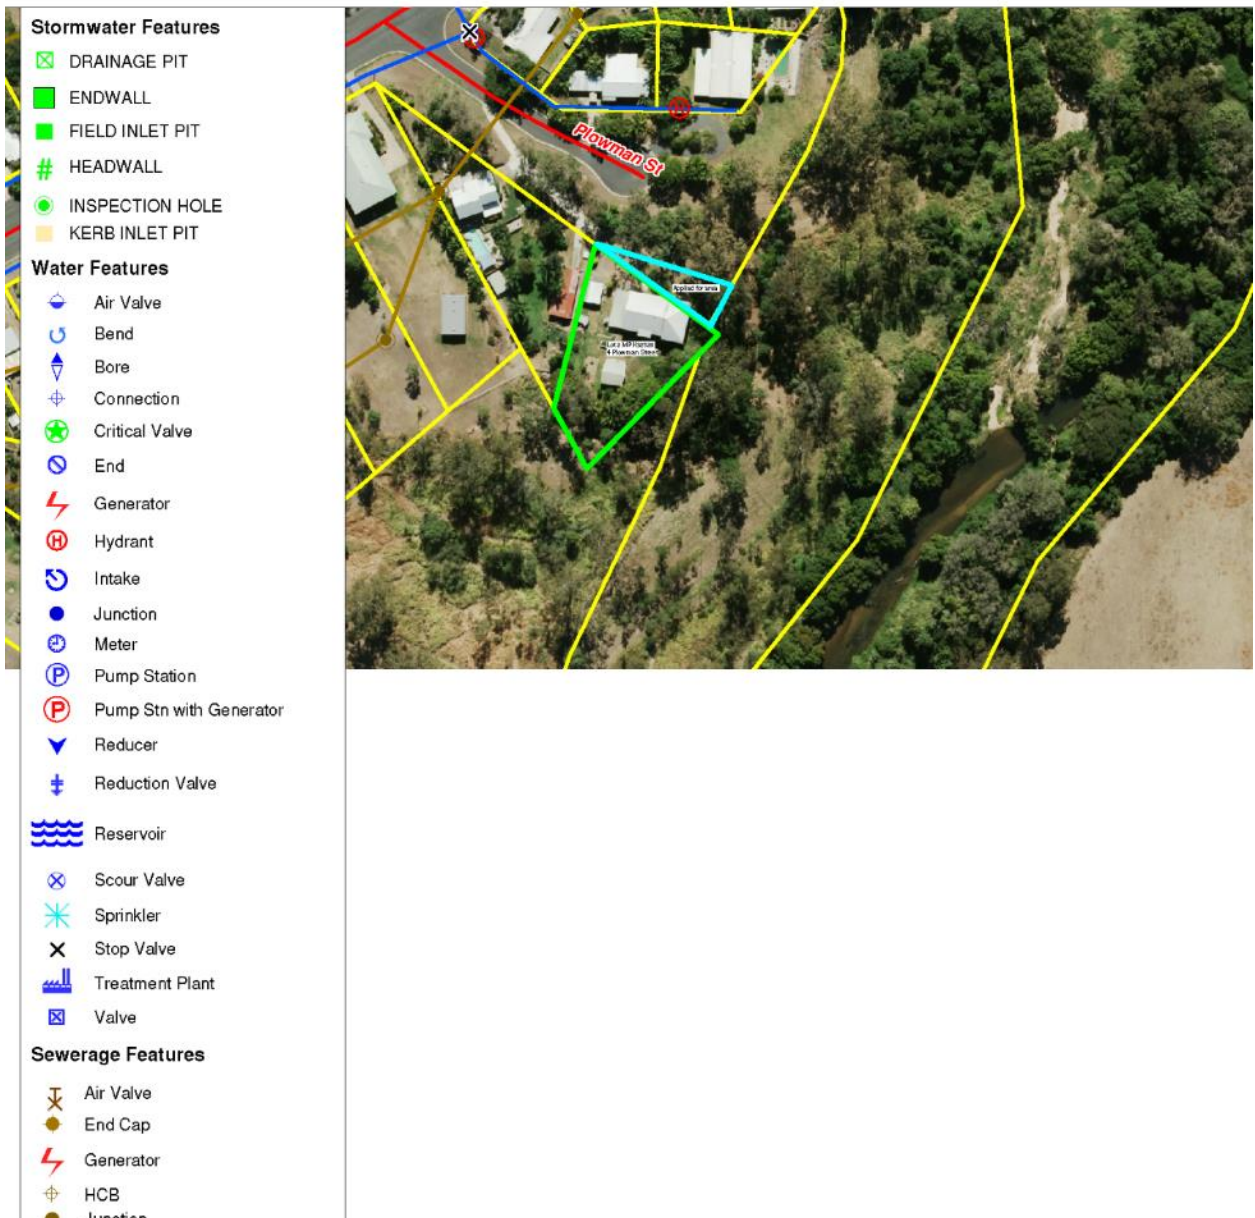 Stormwater Features
DRAINAGE PIT
ENDWALL
FIELD INLET PIT
HEADWALL
INSPECTION HOLE
KERB INLET PIT
Water Features
Air Valve
Bend
Bore
Connection
Critical Valve
End
Generator
Hydrant
Intake
Junction
Meter
Pump Station
Pump Stn with Generator
Reducer
Reduction Valve
Reservoir
Scour Valve
Sprinkler
Stop Valve
Treatment Plant
Valve
Sewerage Features
Air Valve
End Cap
Generator
HCB
Junction
Plowman St
Applied for area
4 Plowman Street